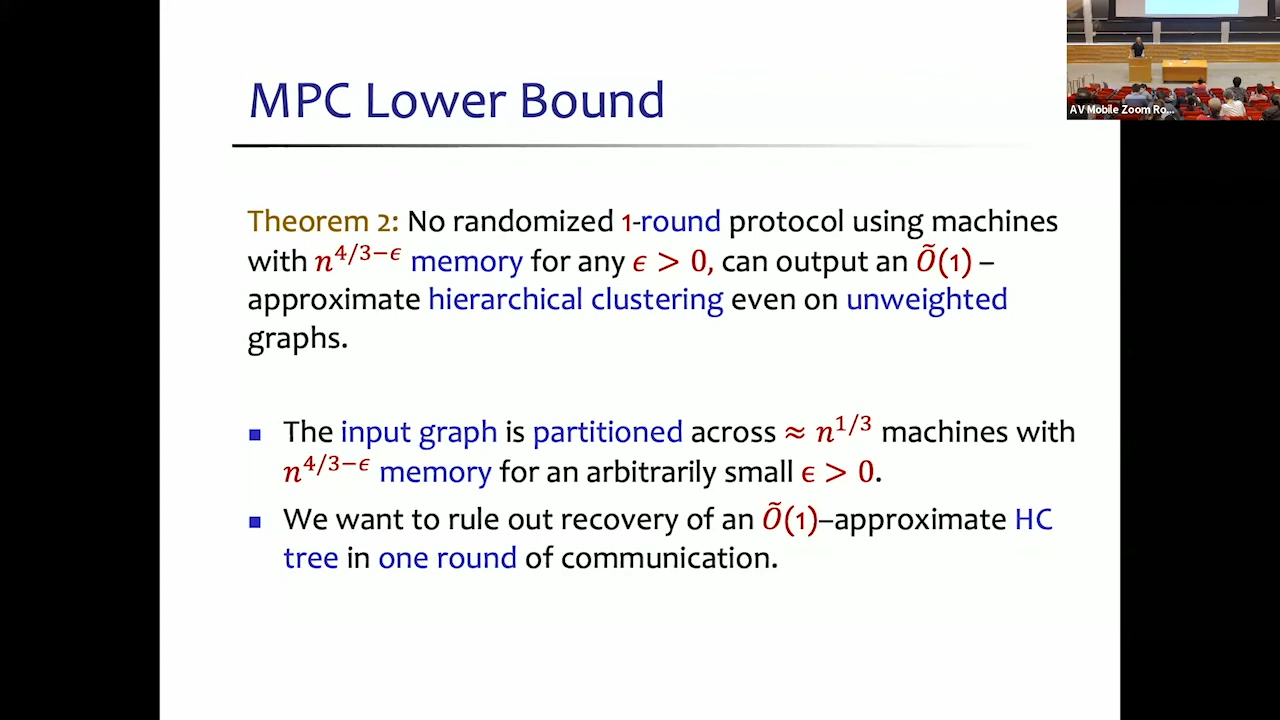 MPC Lower Bound
Theorem 2: No randomized 1-round protocol using machines
with n^{4/3−ϵ} memory for any ϵ > 0, can output an Õ(1) –
approximate hierarchical clustering even on unweighted
graphs.
■ The input graph is partitioned across ≈ n^{1/3} machines with
n^{4/3−ϵ} memory for an arbitrarily small ϵ > 0.
■ We want to rule out recovery of an Õ(1)–approximate HC
tree in one round of communication.
AV Mobile Zoom Ro...